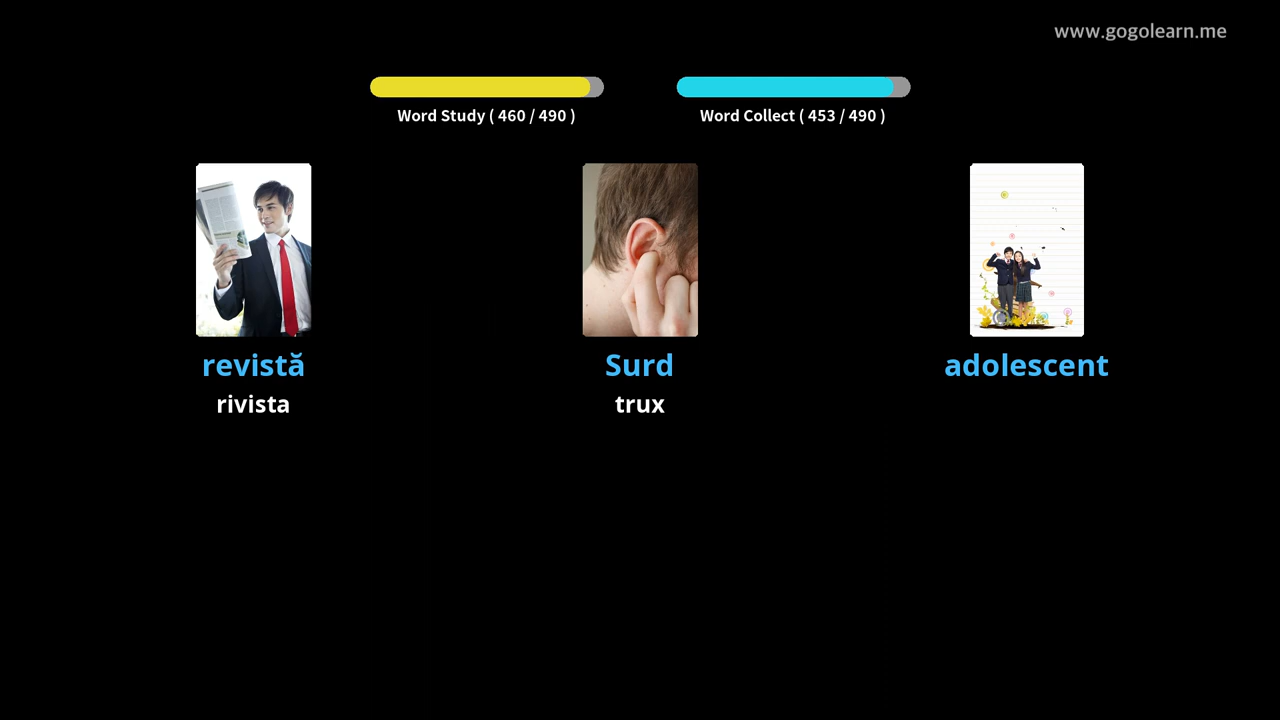 www.gogolearn.me
Word Study ( 460 / 490 )
Word Collect ( 453 / 490 )
revistă
rivista
Surd
trux
adolescent